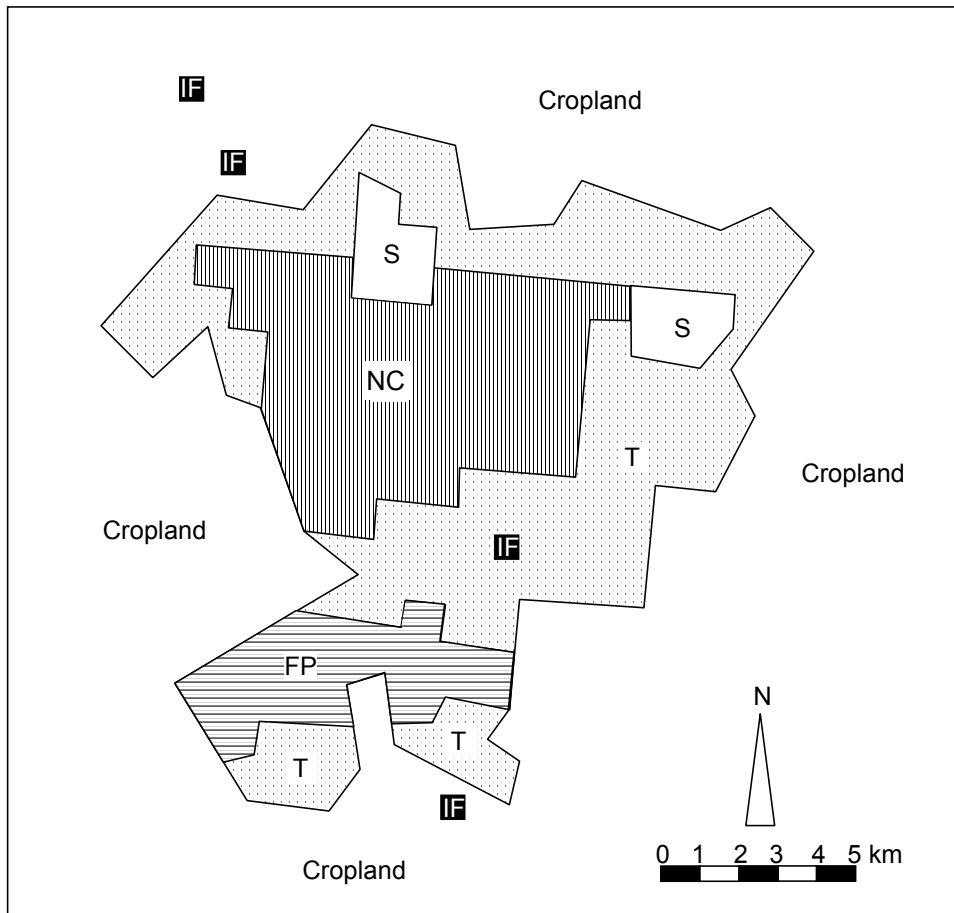 IF
Cropland
IF
S
S
NC
T
Cropland
Cropland
IF
FP
N
T
T
IF
0 1 2 3 4 5 km
Cropland